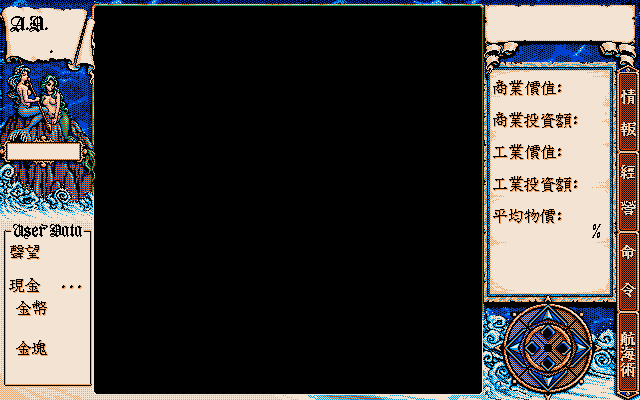 A.D.
.
User Data
聲望
現金 ...
金幣
金塊
商業價值:
商業投資額:
工業價值:
工業投資額:
平均物價:
%
情報
經營
命令
航海術